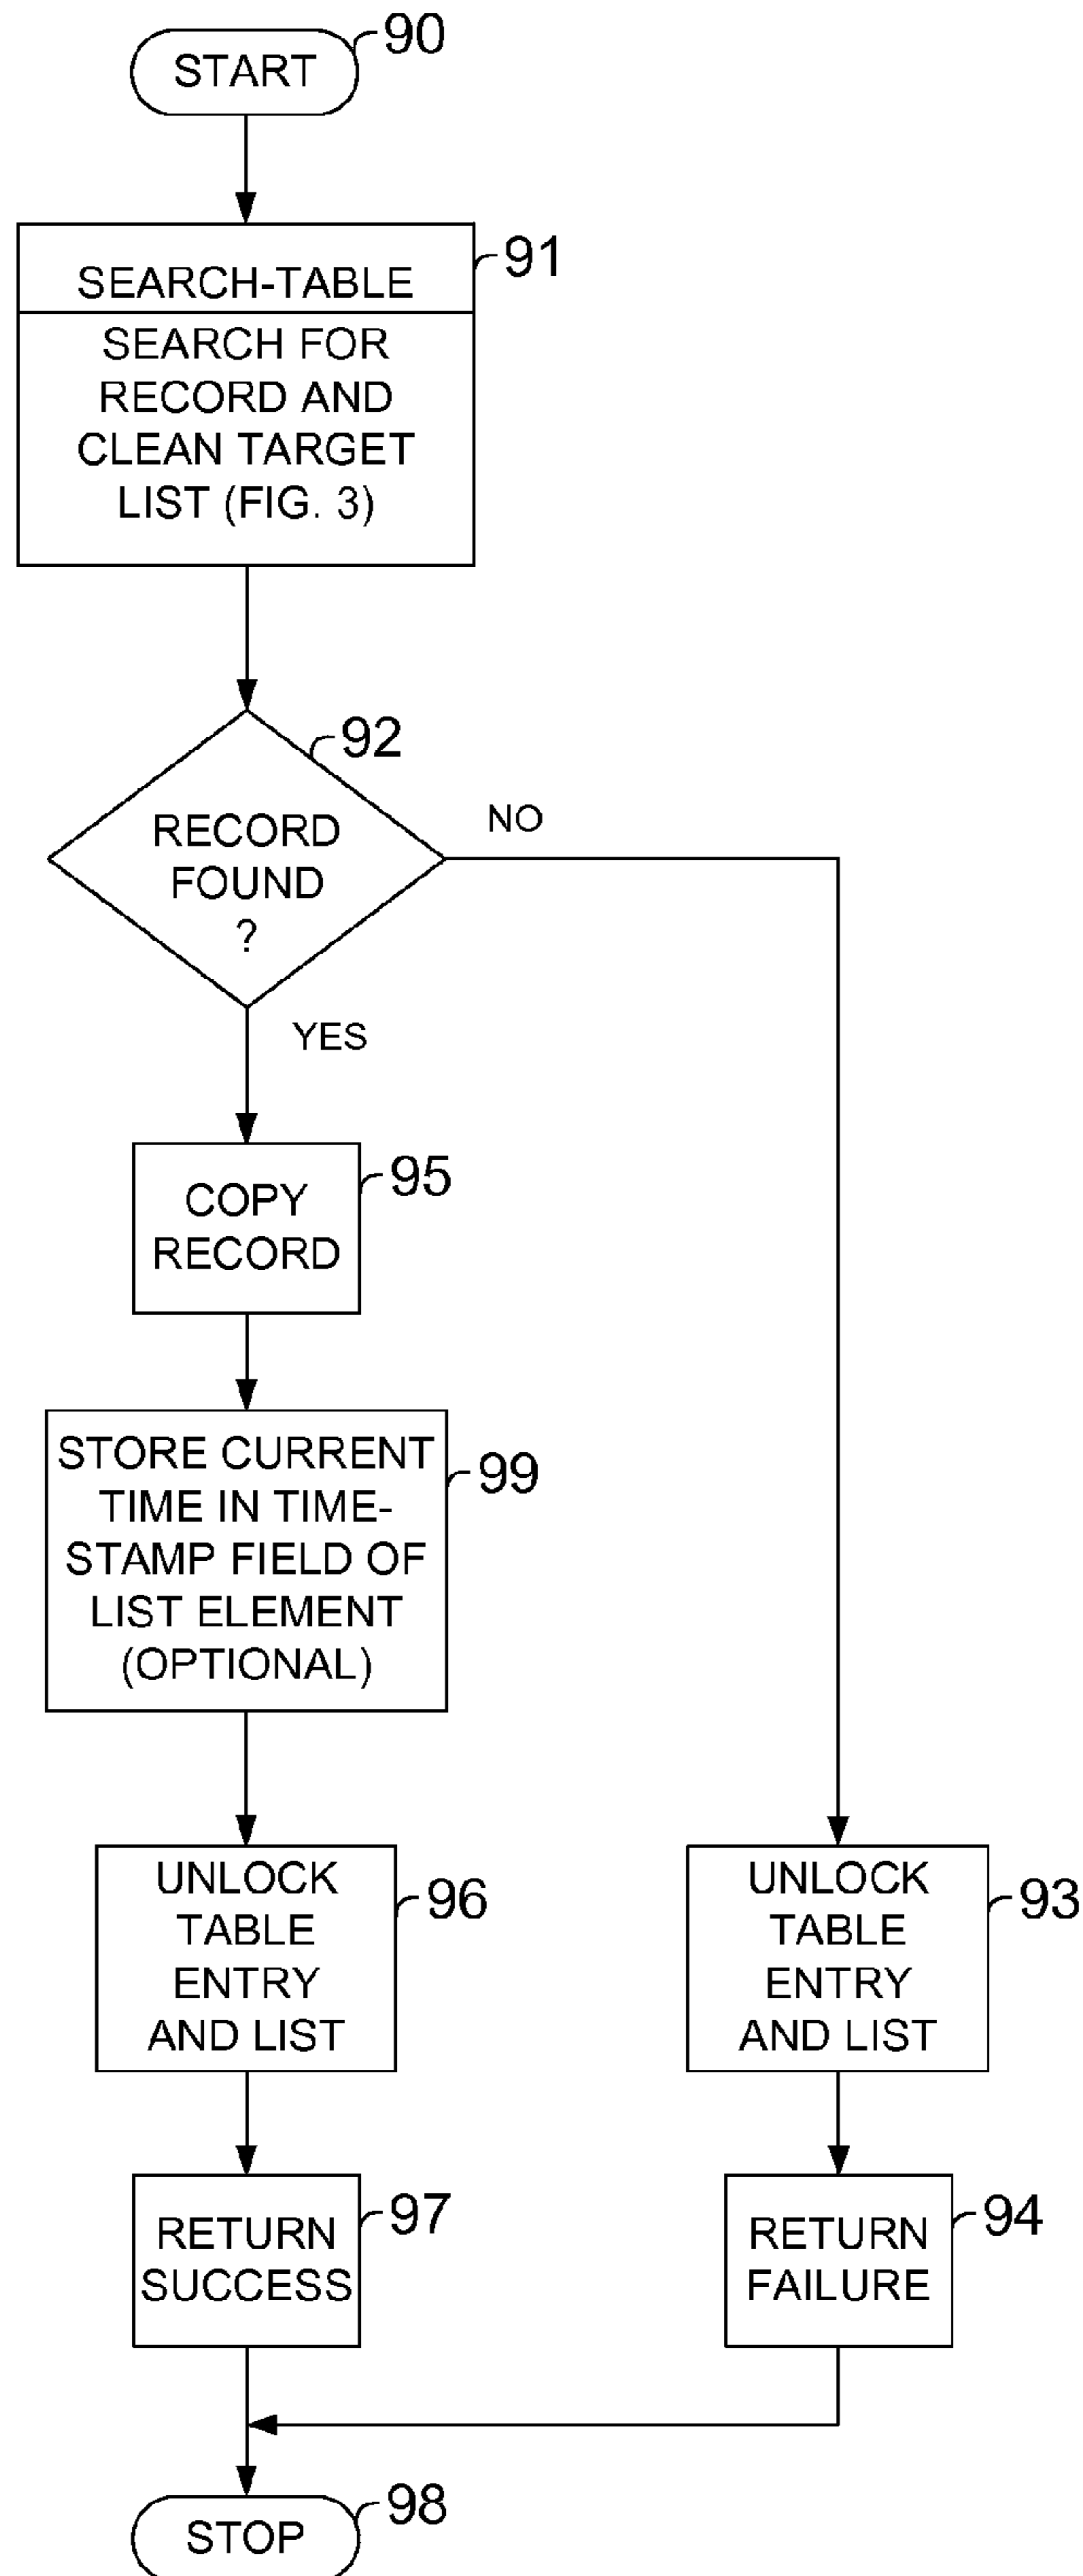 START
90
SEARCH-TABLE
91
SEARCH FOR
RECORD AND
CLEAN TARGET
LIST (FIG. 3)
92
RECORD
FOUND
?
NO
YES
COPY
RECORD
95
STORE CURRENT
TIME IN TIME-
STAMP FIELD OF
LIST ELEMENT
(OPTIONAL)
99
UNLOCK
TABLE
ENTRY
AND LIST
96
UNLOCK
TABLE
ENTRY
AND LIST
93
RETURN
SUCCESS
97
RETURN
FAILURE
94
STOP
98